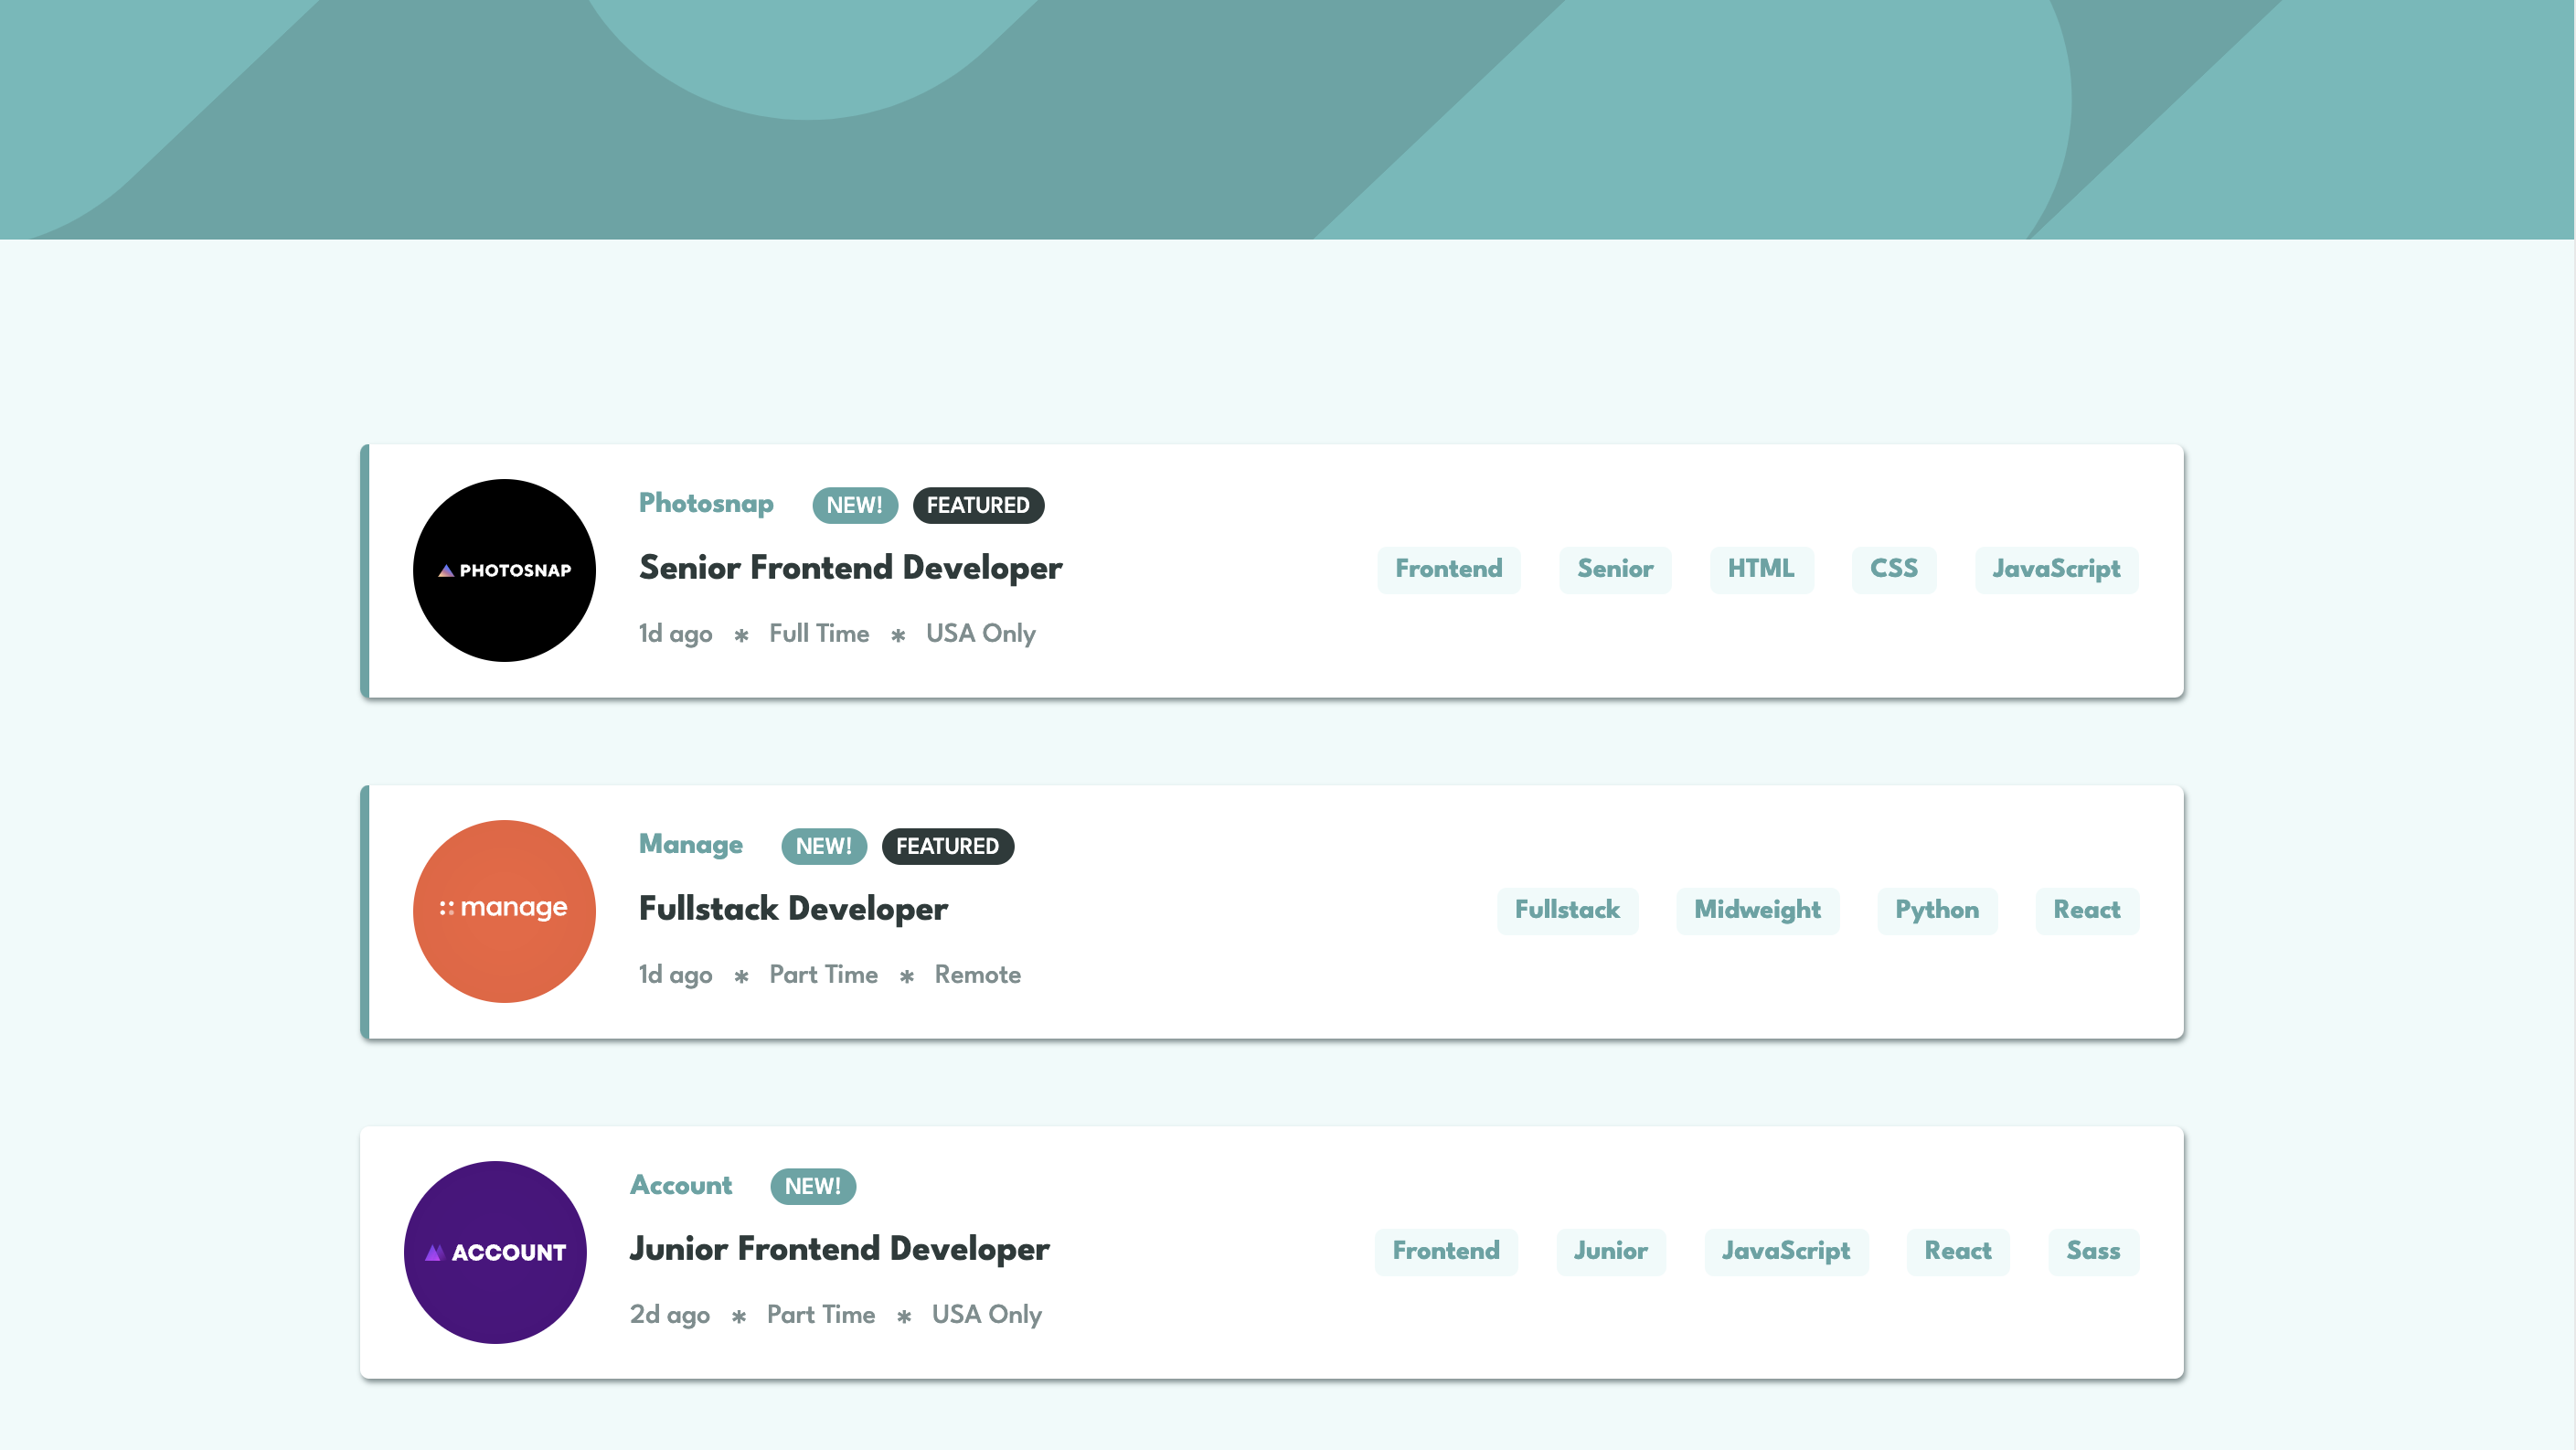 PHOTOSNAP
Photosnap NEW! FEATURED
Senior Frontend Developer
1d ago * Full Time * USA Only
Frontend Senior HTML CSS JavaScript
manage
Manage NEW! FEATURED
Fullstack Developer
1d ago * Part Time * Remote
Fullstack Midweight Python React
ACCOUNT
Account NEW!
Junior Frontend Developer
2d ago * Part Time * USA Only
Frontend Junior JavaScript React Sass